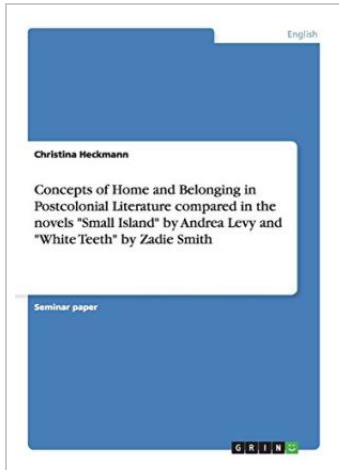 English
Christina Heckmann
Concepts of Home and Belonging in
Postcolonial Literature compared in the
novels "Small Island" by Andrea Levy and
"White Teeth" by Zadie Smith
Seminar paper
GRIN